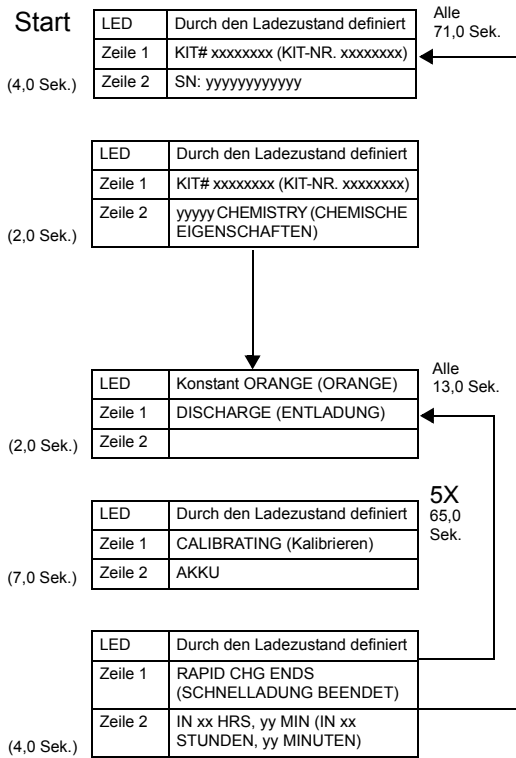 Start
LED Durch den Ladezustand definiert
Alle
71,0 Sek.
Zeile 1 KIT# xxxxxxxx (KIT-NR. xxxxxxxx)
(4,0 Sek.) Zeile 2 SN: yyyyyyyyyyyy
LED Durch den Ladezustand definiert
Zeile 1 KIT# xxxxxxxx (KIT-NR. xxxxxxxx)
(2,0 Sek.) Zeile 2 yyyyy CHEMISTRY (CHEMISCHE
EIGENSCHAFTEN)
LED Konstant ORANGE (ORANGE)
Alle
13,0 Sek.
Zeile 1 DISCHARGE (ENTLADUNG)
(2,0 Sek.) Zeile 2
5X
65,0
Sek.
LED Durch den Ladezustand definiert
Zeile 1 CALIBRATING (Kalibrieren)
(7,0 Sek.) Zeile 2 AKKU
LED Durch den Ladezustand definiert
Zeile 1 RAPID CHG ENDS
(SCHNELLADUNG BEENDET)
(4,0 Sek.) Zeile 2 IN xx HRS, yy MIN (IN xx
STUNDEN, yy MINUTEN)